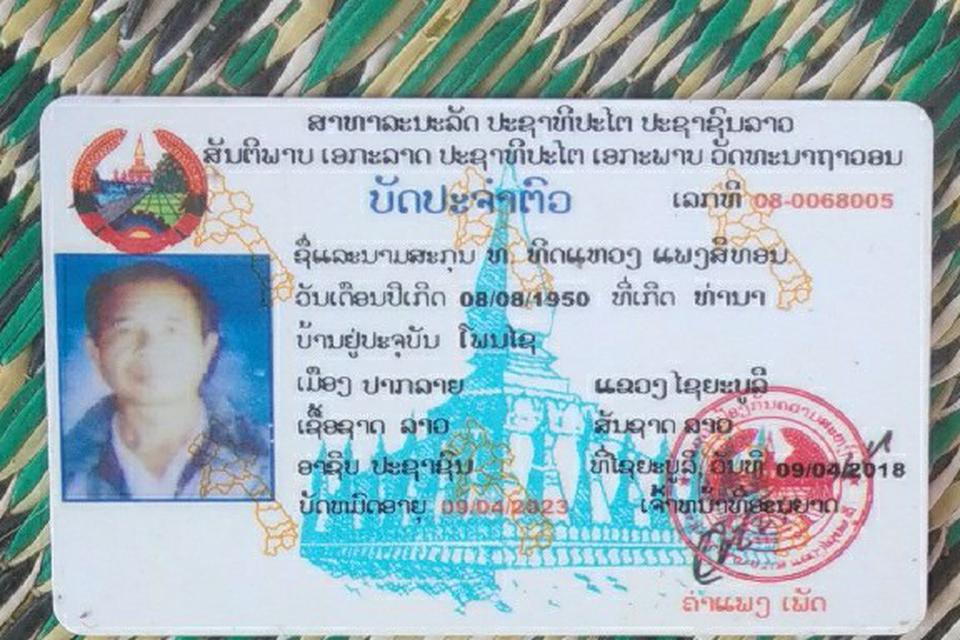 ສາທາລະນະລັດ ປະຊາທິປະໄຕ ປະຊາຊົນລາວ
ສັນຕິພາບ ເອກະລາດ ປະຊາທິປະໄຕ ເອກະພາບ ວັດທະນາຖາວອນ
ບັດປະຈຳຕົວ ເລກທີ 08-0068005
ຊື່ແລະນາມສະກຸນ ທ. ທິດແຫວງ ແພງສີທອນ
ວັນເດືອນປີເກີດ 08/08/1950 ທີ່ເກີດ ທ່ານາ
ບ້ານຢູ່ປະຈຸບັນ ໂພນໄຊ
ເມືອງ ປາກລາຍ ແຂວງ ໄຊຍະບູລີ
ເຊື້ອຊາດ ລາວ ສັນຊາດ ລາວ
ອາຊິບ ປະຊາຊົນ ທີ່ໄຊຍະບູລີ, ວັນທີ 09/04/2018
ບັດຫມົດອາຍຸ 09/04/2023 ເຈົ້າຫນ້າທີ່ອະນຸຍາດ
ຄຳແພງ ເພັດ